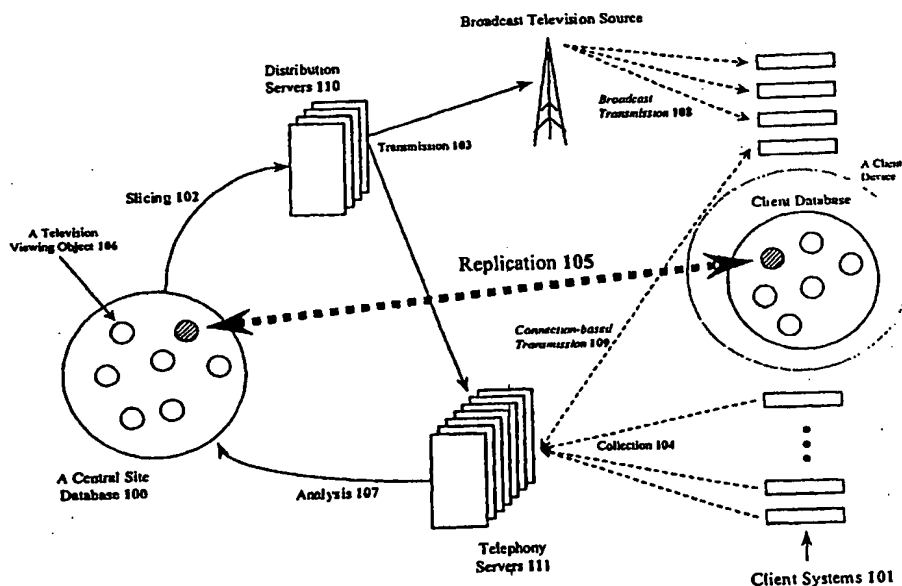 Broadcast Television Source
Distribution
Servers 110
Broadcast
Transmission 108
Transmission 103
A Client
Device
Slicing 102
Client Database
A Television
Viewing Object 106
Replication 105
Connection-based
Transmission 109
Collection 104
A Central Site
Database 100
Analysis 107
Telephony
Servers 111
Client Systems 101